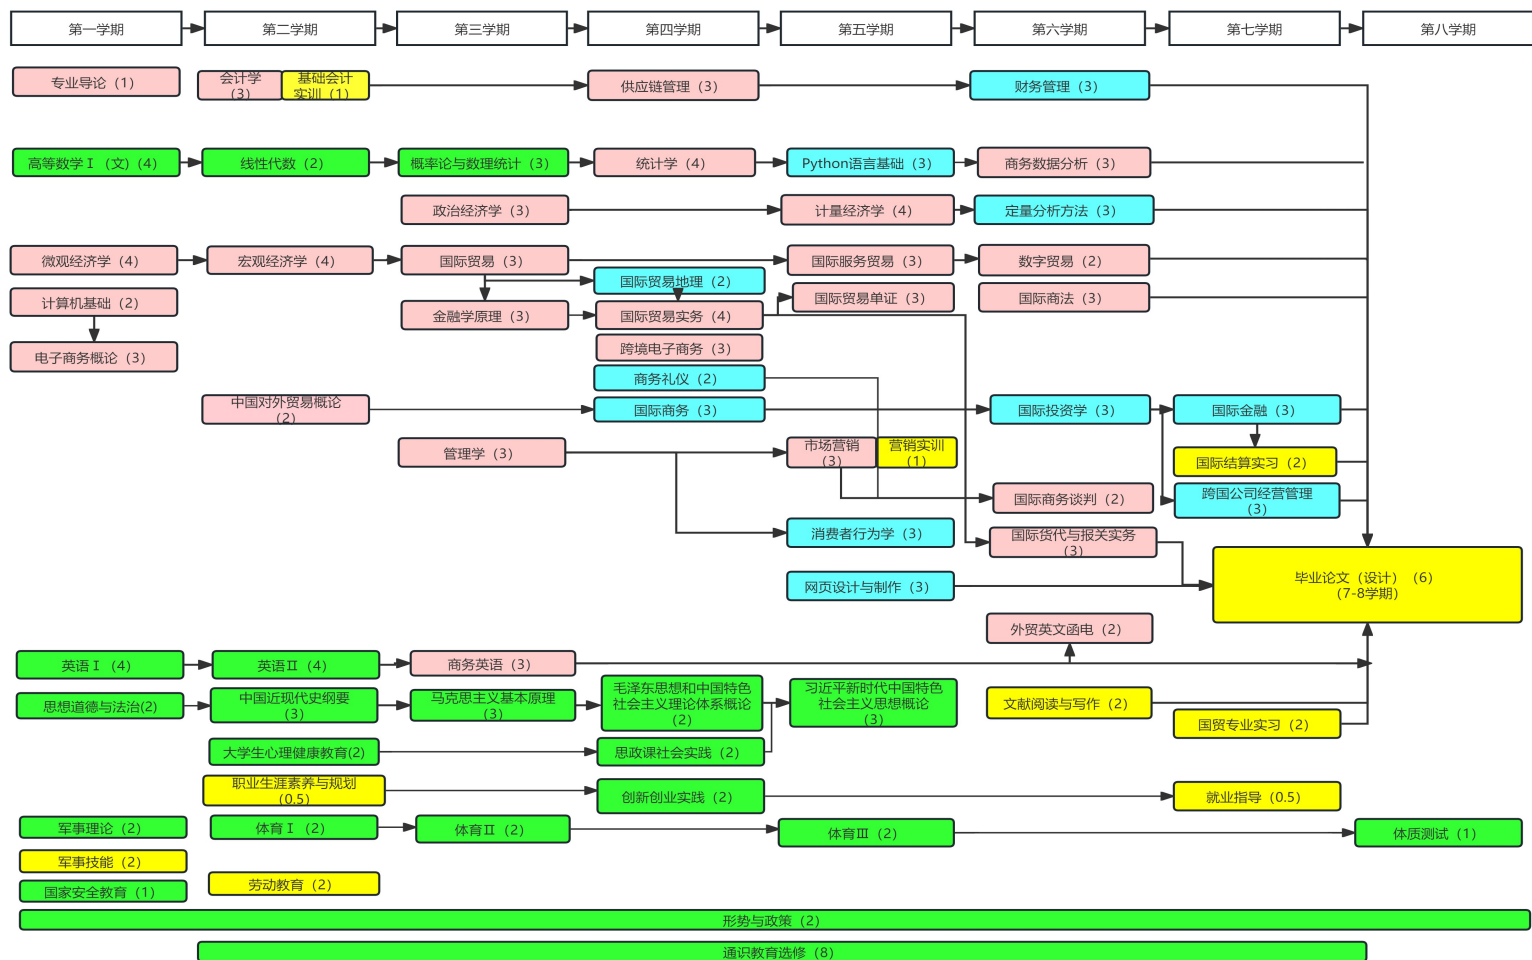 第一学期
第二学期
第三学期
第四学期
第五学期
第六学期
第七学期
第八学期
专业导论（1）
会计学
（3）
基础会计
实训（1）
供应链管理（3）
财务管理（3）
高等数学Ⅰ（文)（4）
线性代数（2）
概率论与数理统计（3）
统计学（4）
Python语言基础（3）
商务数据分析（3）
政治经济学（3）
计量经济学（4）
定量分析方法（3）
微观经济学（4）
宏观经济学（4）
国际贸易（3）
国际服务贸易（3）
数字贸易（2）
国际贸易地理（2）
计算机基础（2）
国际贸易单证（3）
国际商法（3）
金融学原理（3）
国际贸易实务（4）
电子商务概论（3）
跨境电子商务（3）
商务礼仪（2）
中国对外贸易概论
（2）
国际商务（3）
国际投资学（3）
国际金融（3）
管理学（3）
市场营销
（3）
营销实训
（1）
国际结算实习（2）
国际商务谈判（2）
跨国公司经营管理
（3）
消费者行为学（3）
国际货代与报关实务
（3）
网页设计与制作（3）
毕业论文（设计）（6）
（7-8学期）
外贸英文函电（2）
英语Ⅰ（4）
英语Ⅱ（4）
商务英语（3）
思想道德与法治(2)
中国近现代史纲要
（3）
马克思主义基本原理
（3）
毛泽东思想和中国特色
社会主义理论体系概论
（2）
习近平新时代中国特色
社会主义思想概论
（3）
文献阅读与写作（2）
国贸专业实习（2）
大学生心理健康教育(2)
思政课社会实践（2）
职业生涯素养与规划
（0.5）
创新创业实践（2）
就业指导（0.5）
军事理论（2）
体育Ⅰ（2）
体育Ⅱ（2）
体育Ⅲ（2）
体质测试（1）
军事技能（2）
劳动教育（2）
国家安全教育（1）
形势与政策（2）
通识教育选修（8）